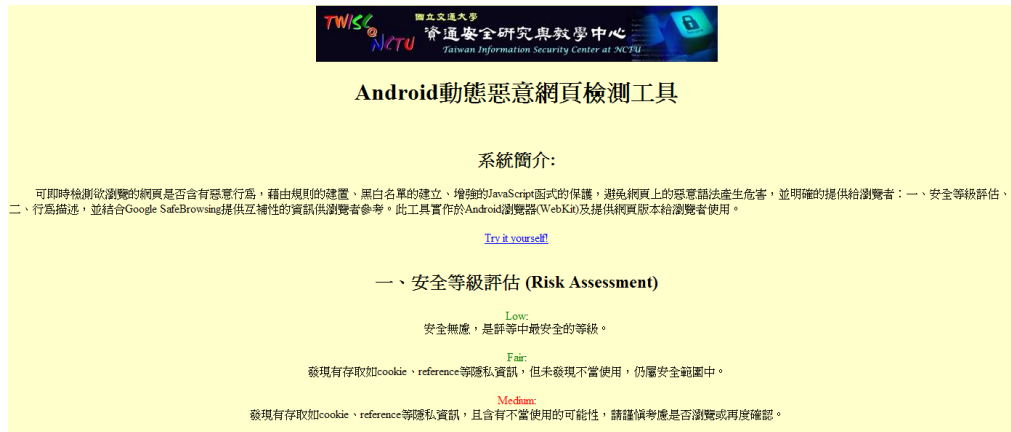 TWISC
@
NCTU
國立交通大學
資通安全研究與教學中心
Taiwan Information Security Center at NCTU
Android動態惡意網頁檢測工具
系統簡介:
可即時檢測欲瀏覽的網頁是否含有惡意行為，藉由規則的建置、黑白名單的建立、增強的JavaScript函式的保護，避免網頁上的惡意語法產生危害，並明確的提供給瀏覽者：一、安全等級評估、
二、行為描述，並結合Google SafeBrowsing提供互補性的資訊供瀏覽者參考。此工具實作於Android瀏覽器(WebKit)及提供網頁版本給瀏覽者使用。
Try it yourself!
一、安全等級評估 (Risk Assessment)
Low:
安全無慮，是評等中最安全的等級。
Fair:
發現有存取如cookie、reference等隱私資訊，但未發現不當使用，仍屬安全範圍中。
Medium:
發現有存取如cookie、reference等隱私資訊，且含有不當使用的可能性，請謹慎考慮是否瀏覽或再度確認。